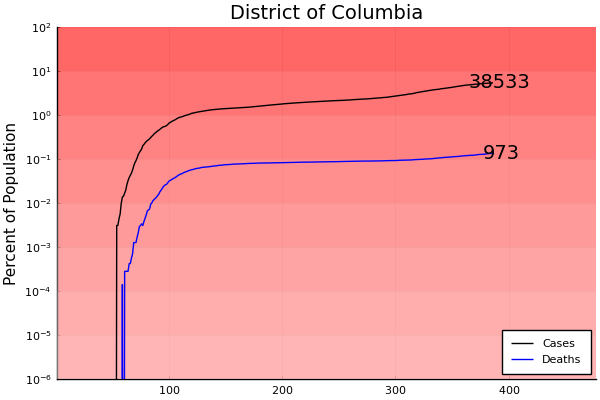 District of Columbia
Percent of Population
10²
10¹
10⁰
10⁻¹
10⁻²
10⁻³
10⁻⁴
10⁻⁵
10⁻⁶
38533
973
Cases
Deaths
100 200 300 400